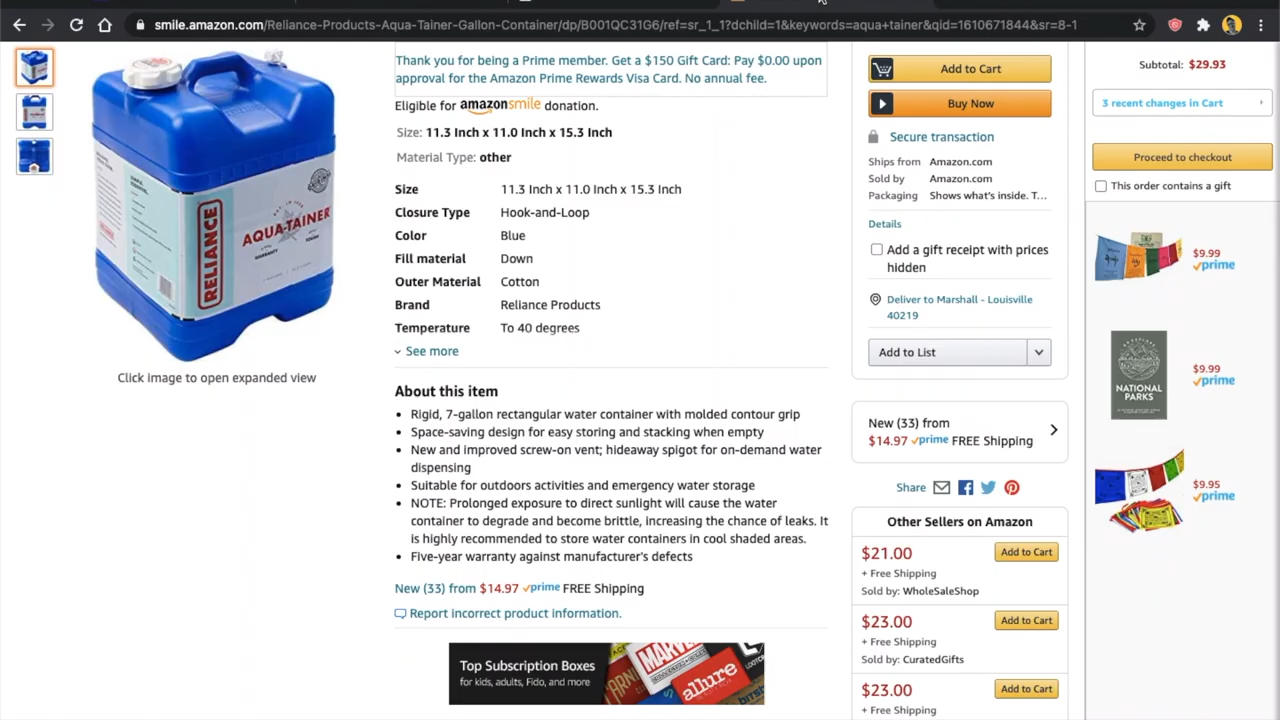 smile.amazon.com/Reliance-Products-Aqua-Tainer-Gallon-Container/dp/B001QC31G6/ref=sr_1_1?dchild=1&keywords=aqua+tainer&qid=1610671844&sr=8-1
RELIANCE
AQUA-TAINER
WARRANTY
Click image to open expanded view
Thank you for being a Prime member. Get a $150 Gift Card: Pay $0.00 upon
approval for the Amazon Prime Rewards Visa Card. No annual fee.
Eligible for amazonsmile donation.
Size: 11.3 Inch x 11.0 Inch x 15.3 Inch
Material Type: other
Size 11.3 Inch x 11.0 Inch x 15.3 Inch
Closure Type Hook-and-Loop
Color Blue
Fill material Down
Outer Material Cotton
Brand Reliance Products
Temperature To 40 degrees
See more
About this item
• Rigid, 7-gallon rectangular water container with molded contour grip
• Space-saving design for easy storing and stacking when empty
• New and improved screw-on vent; hideaway spigot for on-demand water
dispensing
• Suitable for outdoors activities and emergency water storage
• NOTE: Prolonged exposure to direct sunlight will cause the water
container to degrade and become brittle, increasing the chance of leaks. It
is highly recommended to store water containers in cool shaded areas.
• Five-year warranty against manufacturer's defects
New (33) from $14.97 prime FREE Shipping
Report incorrect product information.
Top Subscription Boxes
for kids, adults, Fido, and more
MARVEL
allure
Add to Cart
Buy Now
Secure transaction
Ships from Amazon.com
Sold by Amazon.com
Packaging Shows what's inside. T…
Details
Add a gift receipt with prices
hidden
Deliver to Marshall - Louisville
40219
Add to List
New (33) from
$14.97 prime FREE Shipping
Share
Other Sellers on Amazon
$21.00 Add to Cart
+ Free Shipping
Sold by: WholeSaleShop
$23.00 Add to Cart
+ Free Shipping
Sold by: CuratedGifts
$23.00 Add to Cart
+ Free Shipping
Subtotal: $29.93
3 recent changes in Cart
Proceed to checkout
This order contains a gift
$9.99
prime
NATIONAL
PARKS
$9.99
prime
$9.95
prime